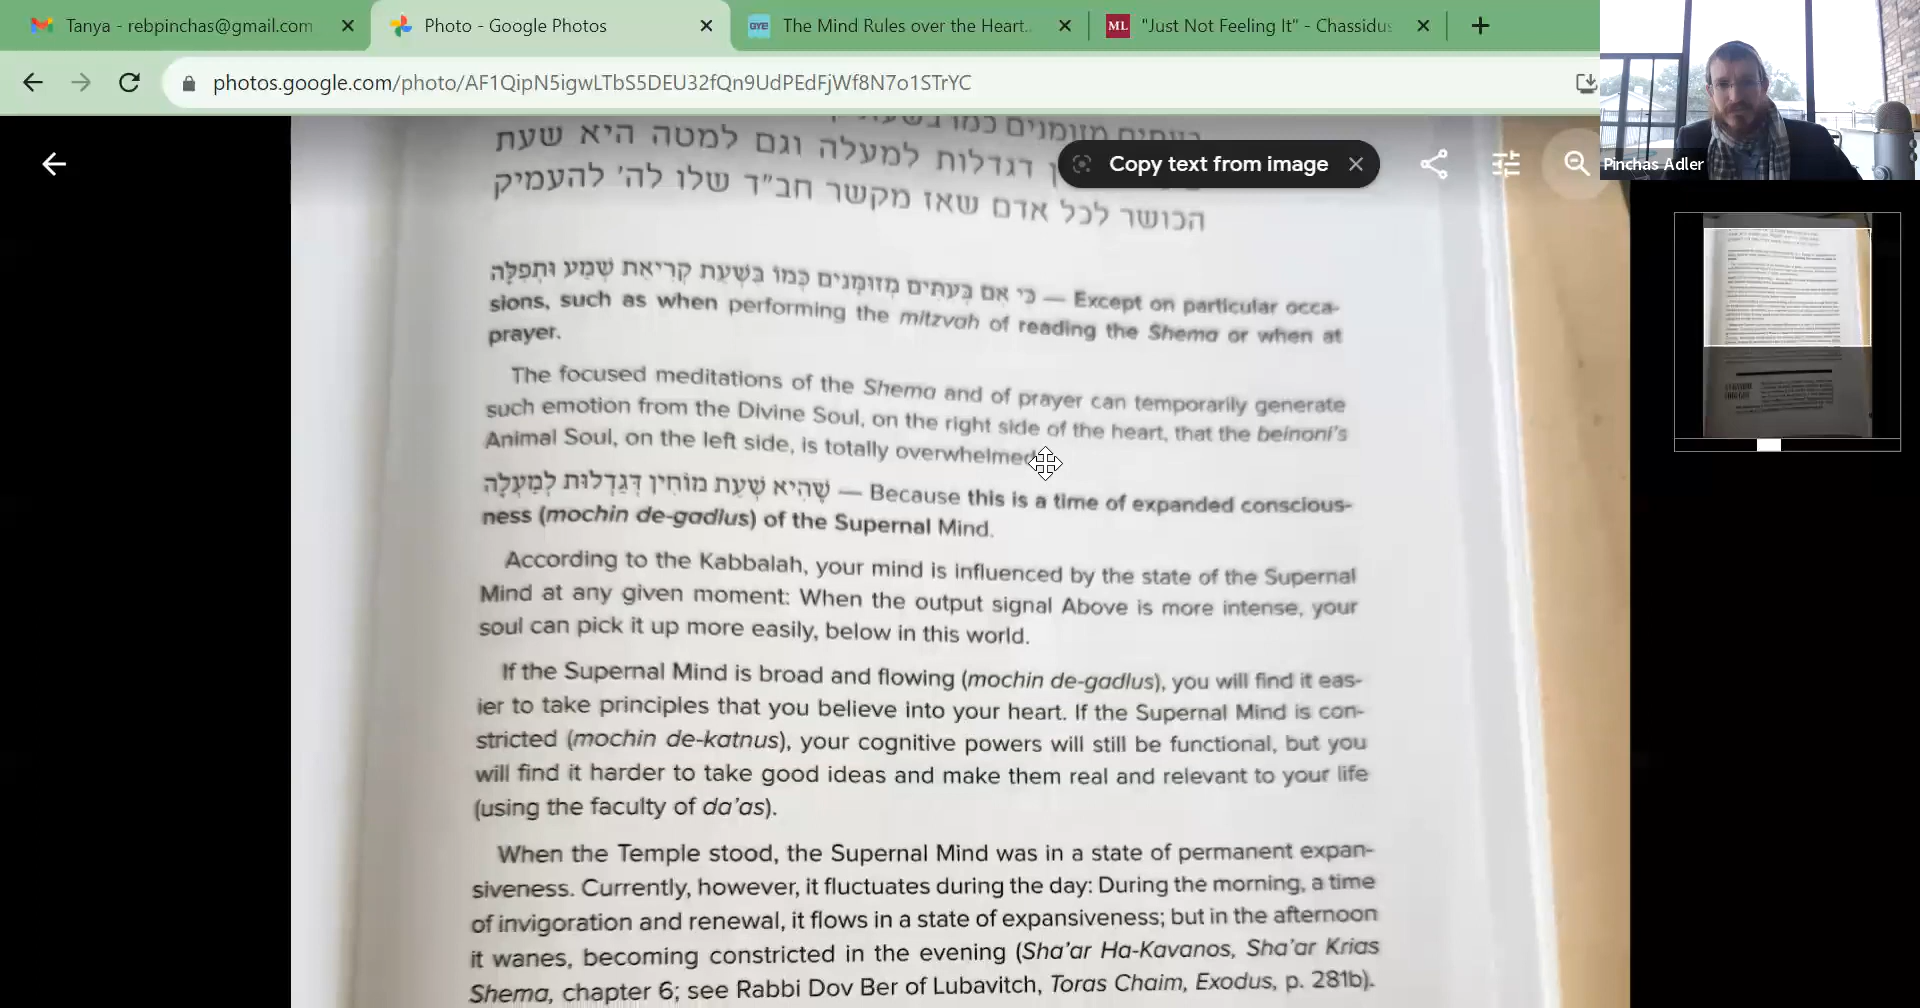 Tanya - rebpinchas@gmail.com
Photo - Google Photos
GYE
The Mind Rules over the Heart.
ML
"Just Not Feeling It" - Chassidus
photos.google.com/photo/AF1QipN5igwLTbS5DEU32fQn9UdPEdFjWf8N7o1STrYC
Copy text from image
Pinchas Adler
דגדלות למעלה וגם למטה היא שעת
הכושר לכל אדם שאז מקשר חב"ד שלו לה' להעמיק
כִּי אִם בְּעִתִּים מְזוּמָּנִים כְּמוֹ בִּשְׁעַת קְרִיאַת שְׁמַע וּתְפִלָּה — Except on particular occa-
sions, such as when performing the mitzvah of reading the Shema or when at
prayer.
The focused meditations of the Shema and of prayer can temporarily generate
such emotion from the Divine Soul, on the right side of the heart, that the beinoni's
Animal Soul, on the left side, is totally overwhelmed
שֶׁהִיא שְׁעַת מוֹחִין דְּגַדְלוּת לְמַעְלָה — Because this is a time of expanded conscious-
ness (mochin de-gadlus) of the Supernal Mind.
According to the Kabbalah, your mind is influenced by the state of the Supernal
Mind at any given moment: When the output signal Above is more intense, your
soul can pick it up more easily, below in this world.
If the Supernal Mind is broad and flowing (mochin de-gadlus), you will find it eas-
ier to take principles that you believe into your heart. If the Supernal Mind is con-
stricted (mochin de-katnus), your cognitive powers will still be functional, but you
will find it harder to take good ideas and make them real and relevant to your life
(using the faculty of da'as).
When the Temple stood, the Supernal Mind was in a state of permanent expan-
siveness. Currently, however, it fluctuates during the day: During the morning, a time
of invigoration and renewal, it flows in a state of expansiveness; but in the afternoon
it wanes, becoming constricted in the evening (Sha'ar Ha-Kavanos, Sha'ar Krias
Shema, chapter 6; see Rabbi Dov Ber of Lubavitch, Toras Chaim, Exodus, p. 281b).